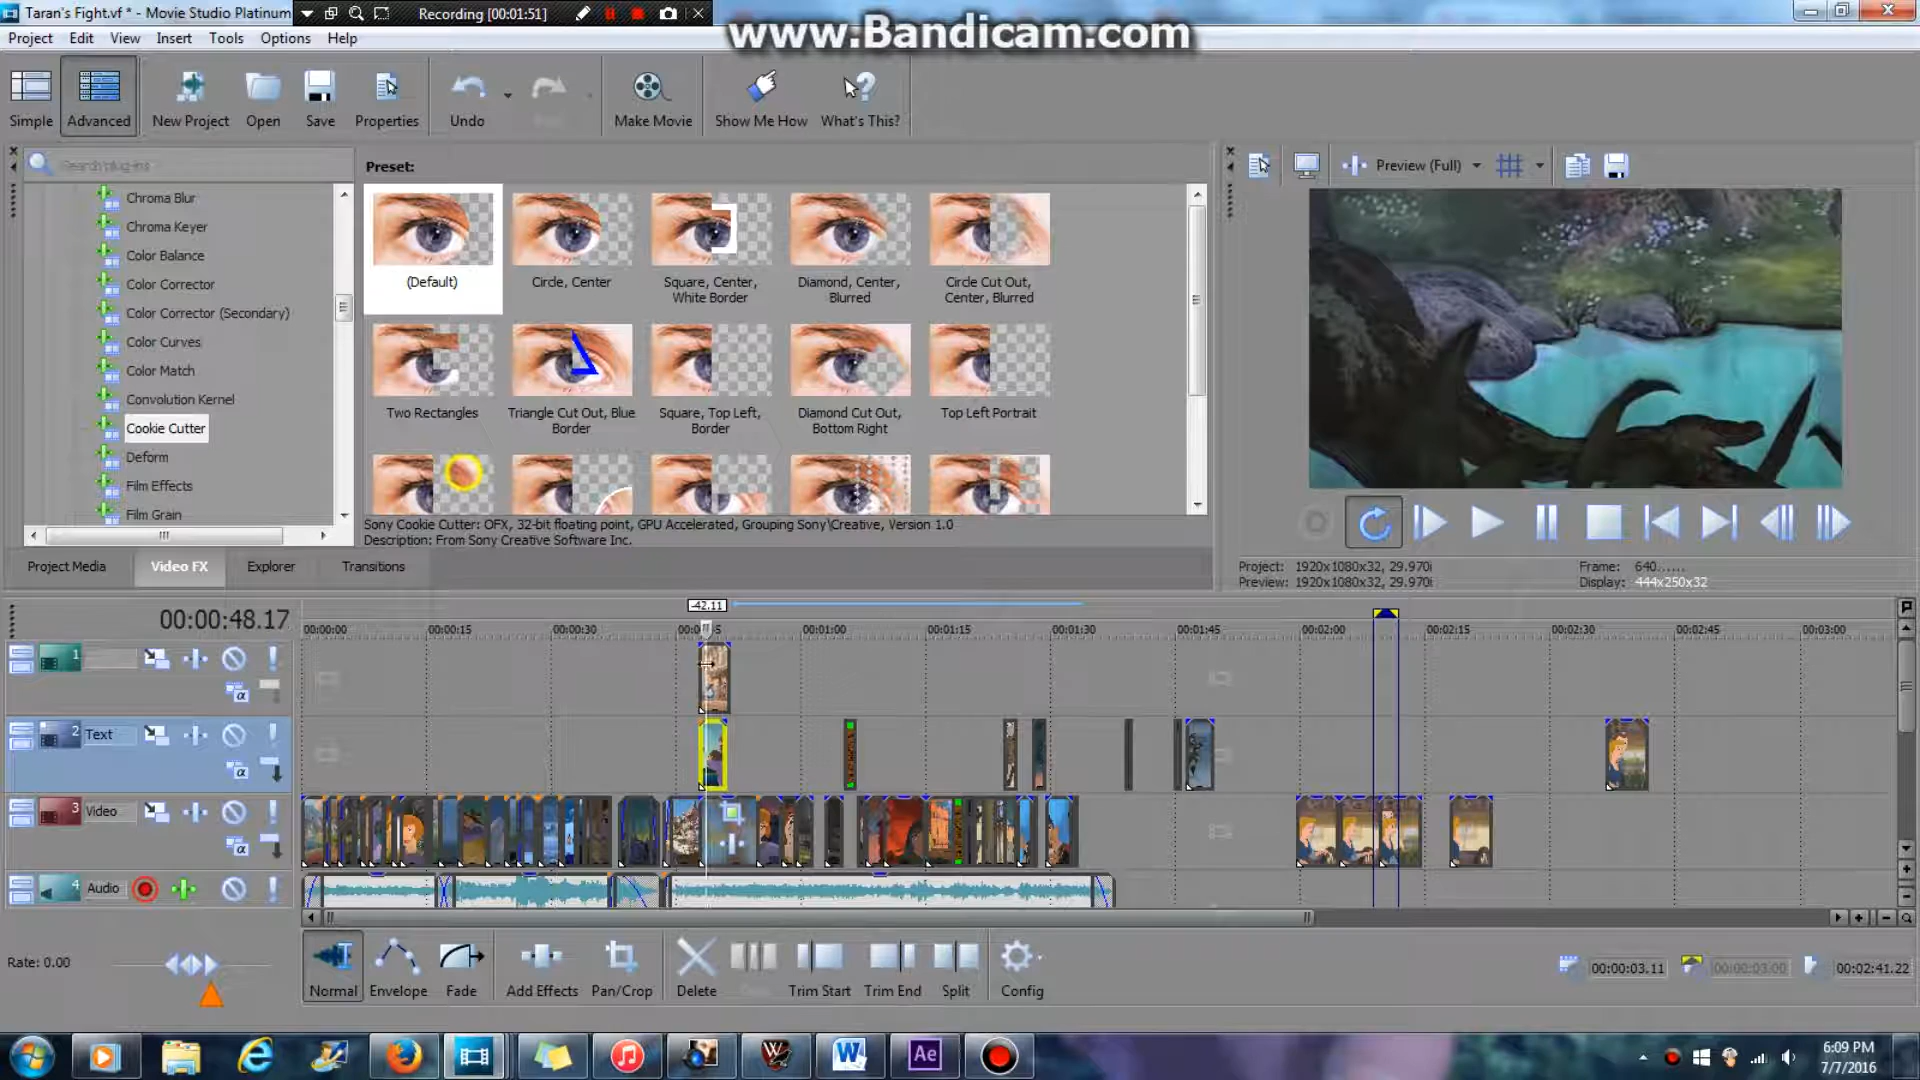 Taran's Fight.vf * - Movie Studio Platinum
Recording [00:01:51]
www.Bandicam.com
Project Edit View Insert Tools Options Help
Simple Advanced New Project Open Save Properties Undo Make Movie Show Me How What's This?
Search plug-ins
Preset:
Preview (Full)
Chroma Blur
Chroma Keyer
Color Balance
Color Corrector
Color Corrector (Secondary)
Color Curves
Color Match
Convolution Kernel
Cookie Cutter
Deform
Film Effects
Film Grain
(Default)
Circle, Center
Square, Center,
White Border
Diamond, Center,
Blurred
Circle Cut Out,
Center, Blurred
Two Rectangles
Triangle Cut Out, Blue
Border
Square, Top Left,
Border
Diamond Cut Out,
Bottom Right
Top Left Portrait
Sony Cookie Cutter: OFX, 32-bit floating point, GPU Accelerated, Grouping Sony\Creative, Version 1.0
Description: From Sony Creative Software Inc.
Project Media Video FX Explorer Transitions
Project: 1920x1080x32, 29.970i
Preview: 1920x1080x32, 29.970i
Frame: 640......
Display: 444x250x32
00:00:48.17
-42.11
00:00:00 00:00:15 00:00:30 00:01:00 00:01:15 00:01:30 00:01:45 00:02:00 00:02:15 00:02:30 00:02:45 00:03:00
1
2 Text
3 Video
4 Audio
Rate: 0.00
Normal Envelope Fade Add Effects Pan/Crop Delete Trim Start Trim End Split Config
00:00:03.11 00:00:03.00 00:02:41.22
W
Ae
6:09 PM
7/7/2016